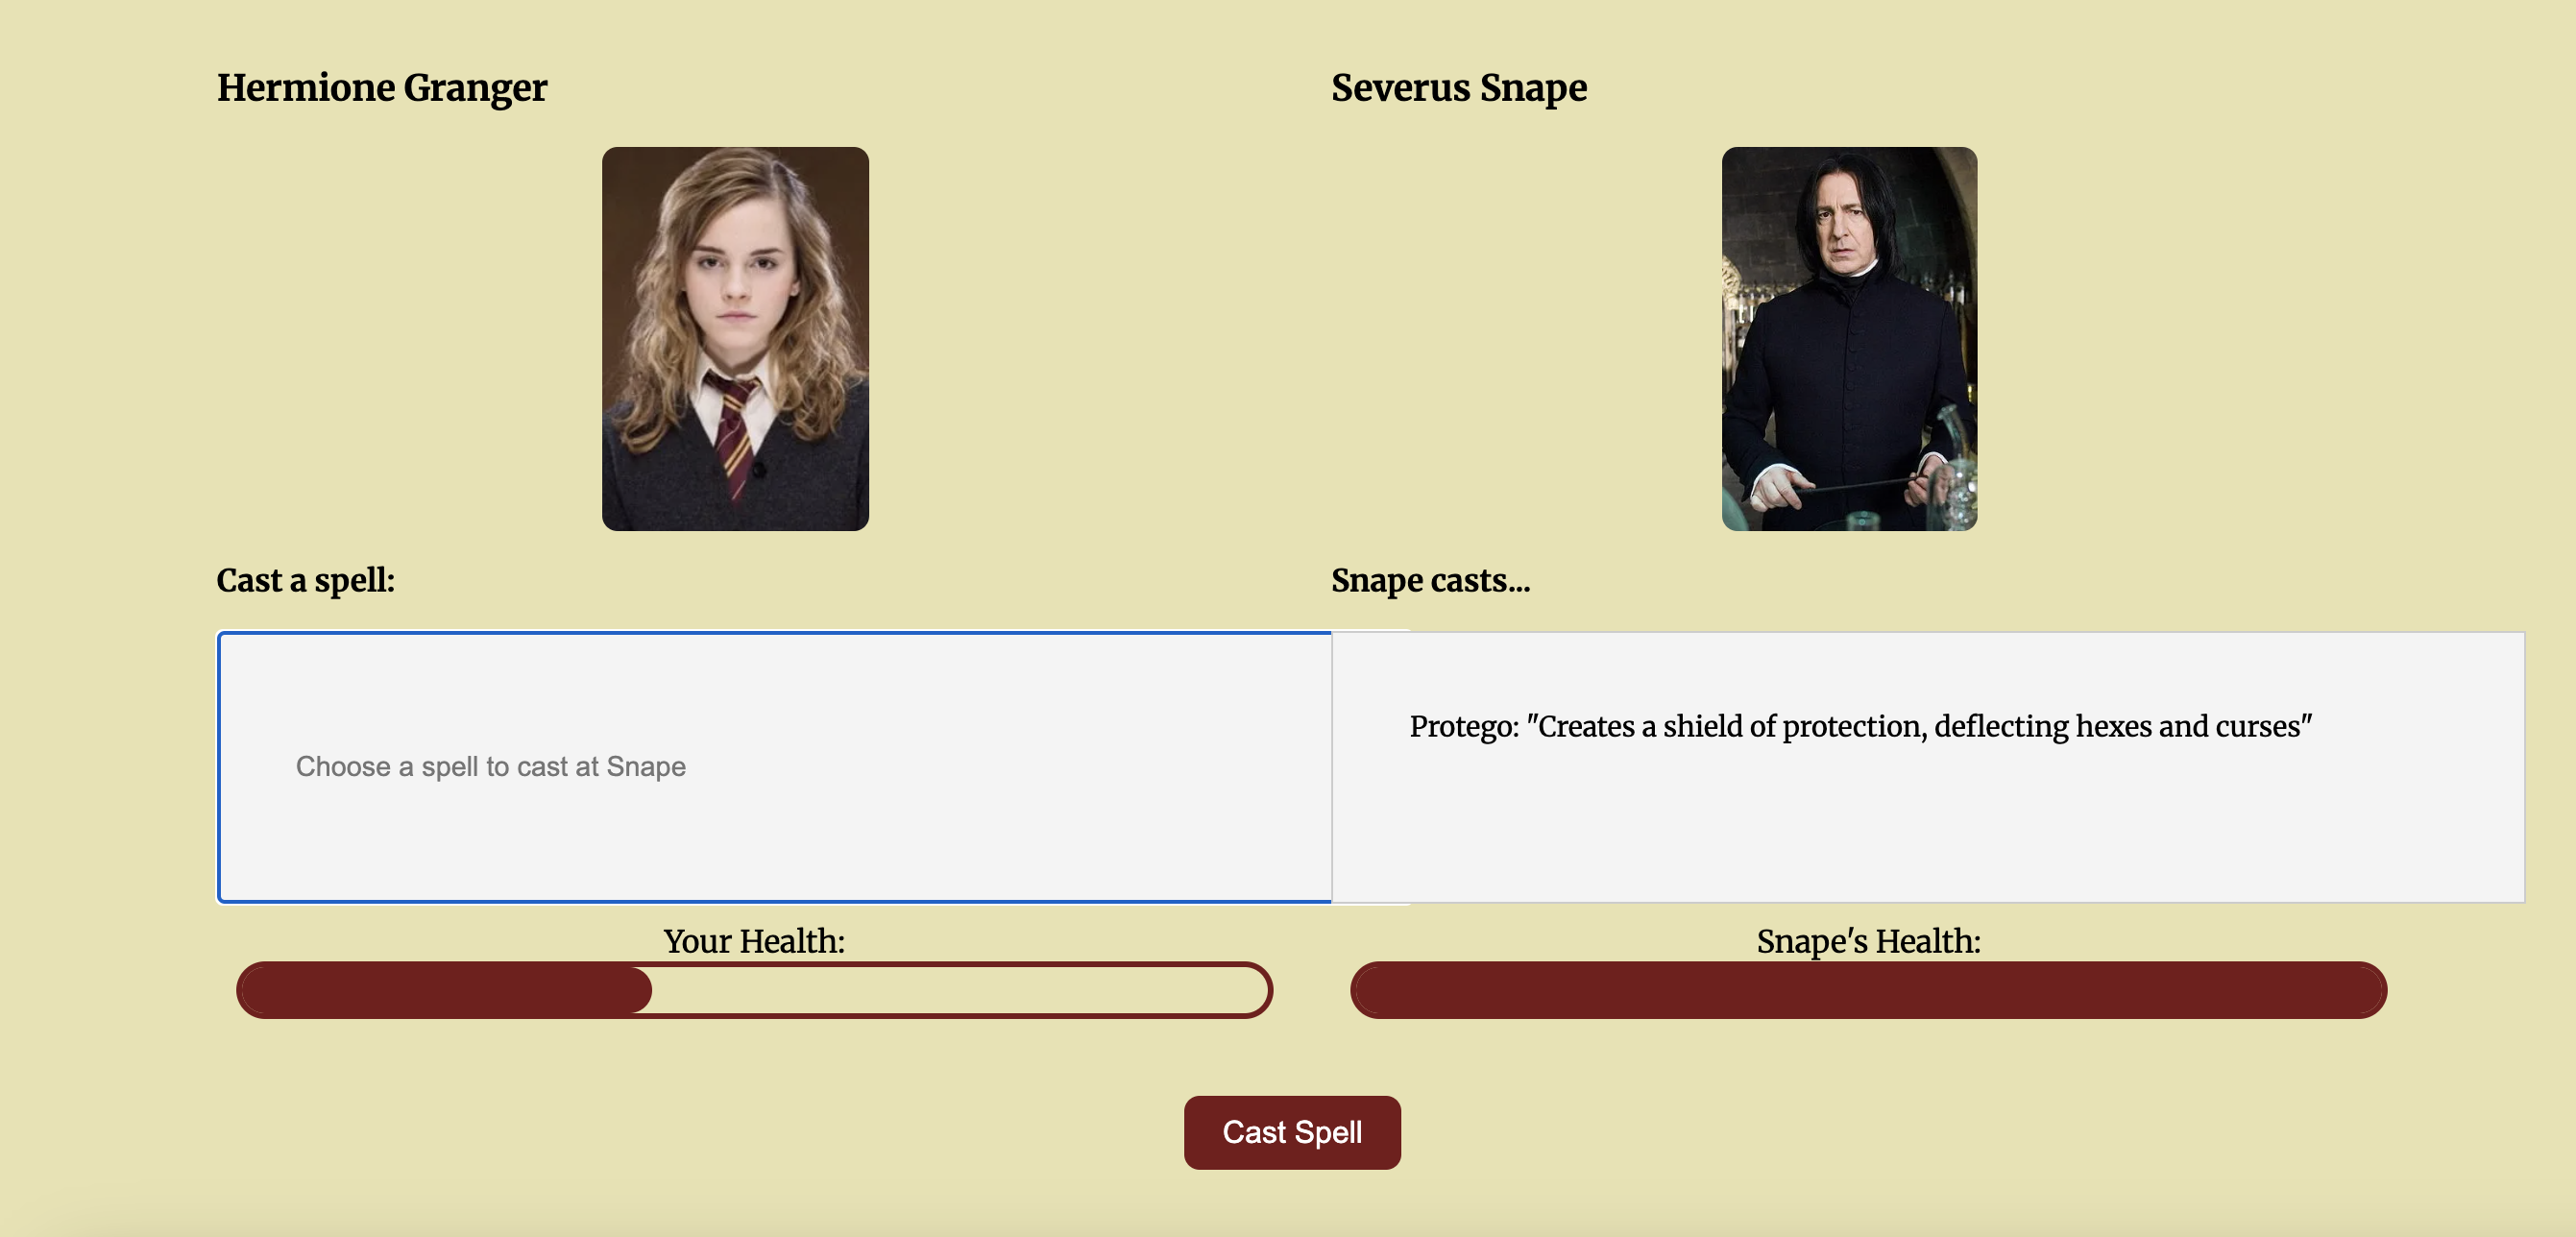 Hermione Granger
Severus Snape
Cast a spell:
Snape casts...
Choose a spell to cast at Snape
Protego: "Creates a shield of protection, deflecting hexes and curses"
Your Health:
Snape's Health:
Cast Spell